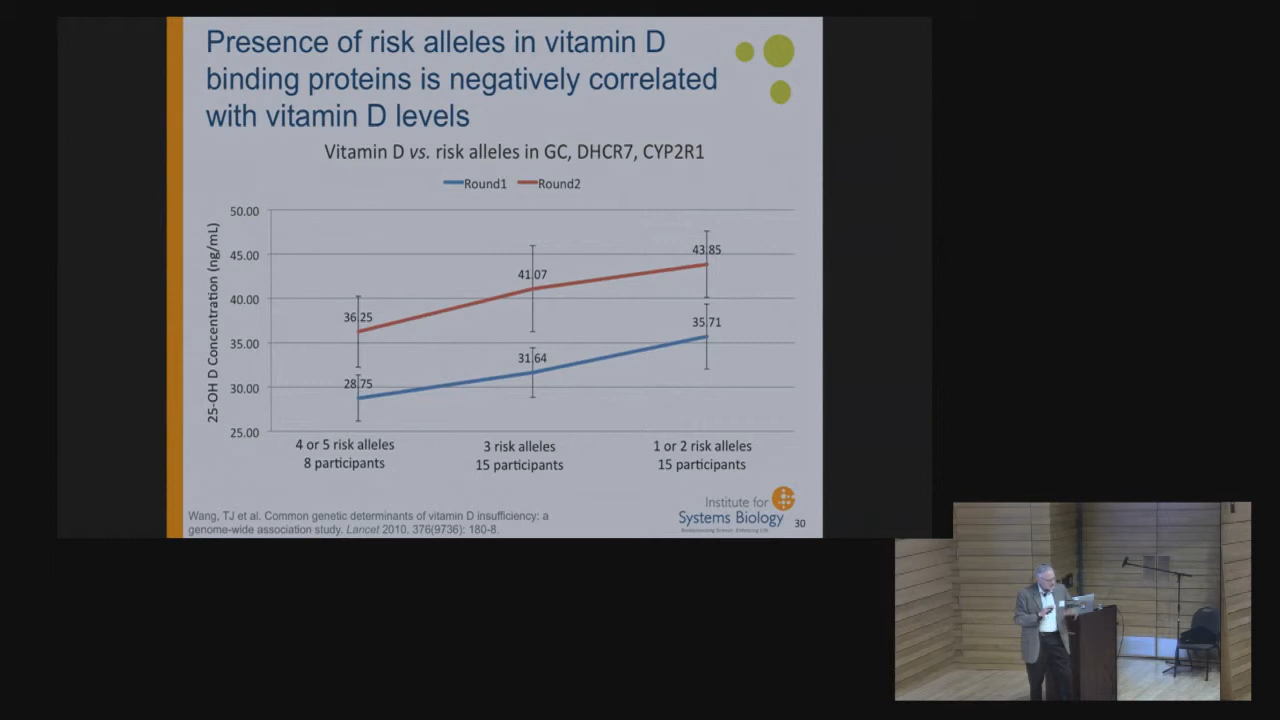 Presence of risk alleles in vitamin D
binding proteins is negatively correlated
with vitamin D levels
Vitamin D vs. risk alleles in GC, DHCR7, CYP2R1
Round1 Round2
50.00
45.00
40.00
35.00
30.00
25.00
25-OH D Concentration (ng/mL)
36.25
41.07
43.85
28.75
31.64
35.71
4 or 5 risk alleles
8 participants
3 risk alleles
15 participants
1 or 2 risk alleles
15 participants
Wang, TJ et al. Common genetic determinants of vitamin D insufficiency: a
genome-wide association study. Lancet 2010. 376(9736): 180-8.
Institute for
Systems Biology
30